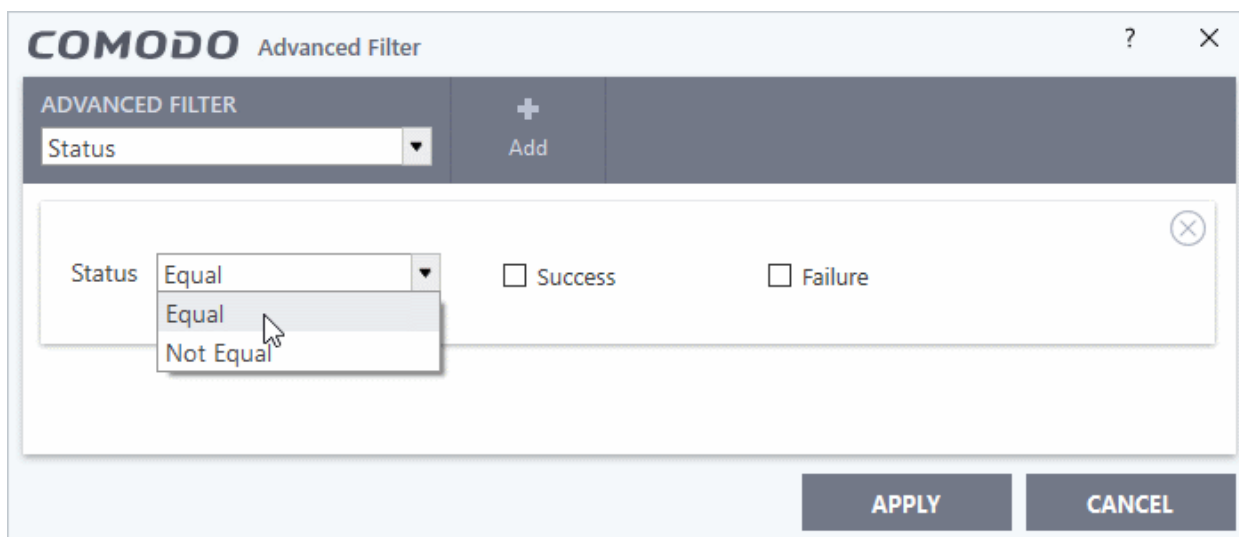 COMODO Advanced Filter ?
ADVANCED FILTER
Status
Add
Status Equal Success Failure
Equal
Not Equal
APPLY CANCEL